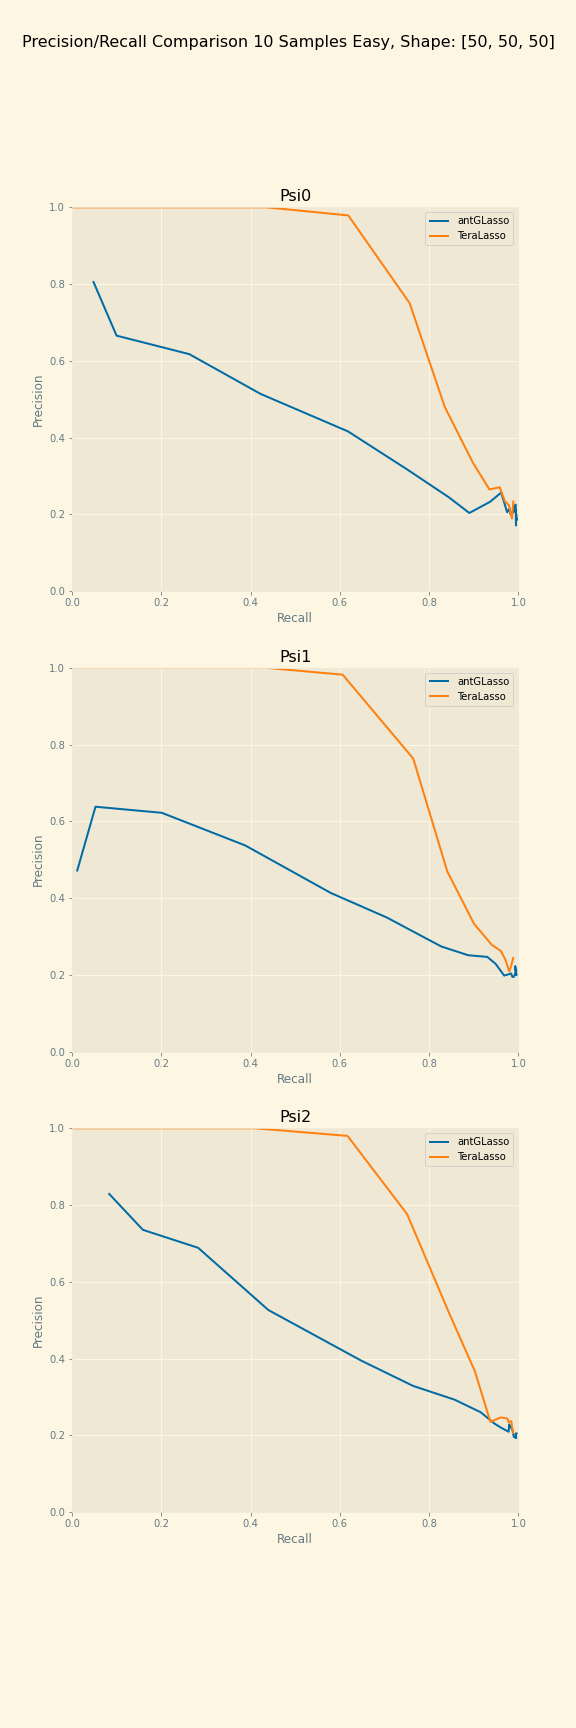 Precision/Recall Comparison 10 Samples Easy, Shape: [50, 50, 50]
Psi0
antGLasso
TeraLasso
Precision
1.0
0.8
0.6
0.4
0.2
0.0
0.0 0.2 0.4 0.6 0.8 1.0
Recall
Psi1
antGLasso
TeraLasso
Precision
1.0
0.8
0.6
0.4
0.2
0.0
0.0 0.2 0.4 0.6 0.8 1.0
Recall
Psi2
antGLasso
TeraLasso
Precision
1.0
0.8
0.6
0.4
0.2
0.0
0.0 0.2 0.4 0.6 0.8 1.0
Recall